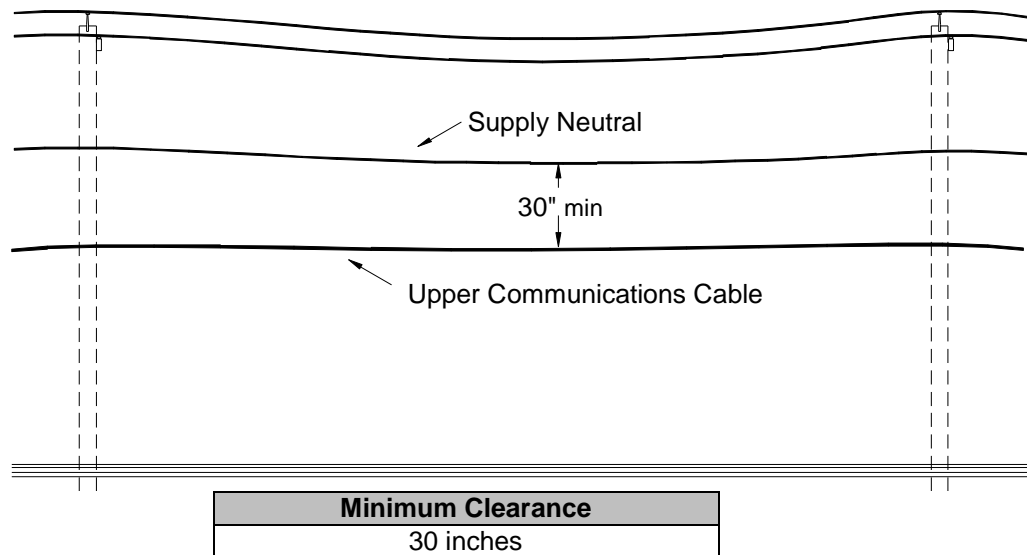 Supply Neutral
30" min
Upper Communications Cable
Minimum Clearance
30 inches